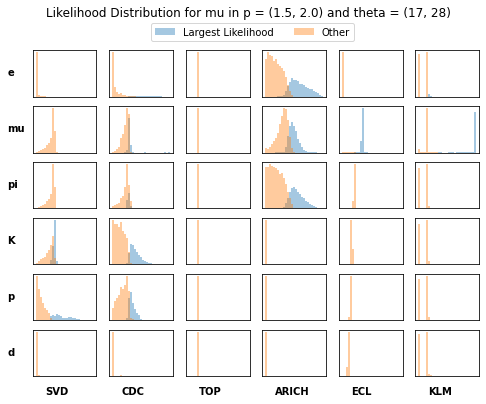 Likelihood Distribution for mu in p = (1.5, 2.0) and theta = (17, 28)
Largest Likelihood Other
e
mu
pi
K
p
d
SVD CDC TOP ARICH ECL KLM